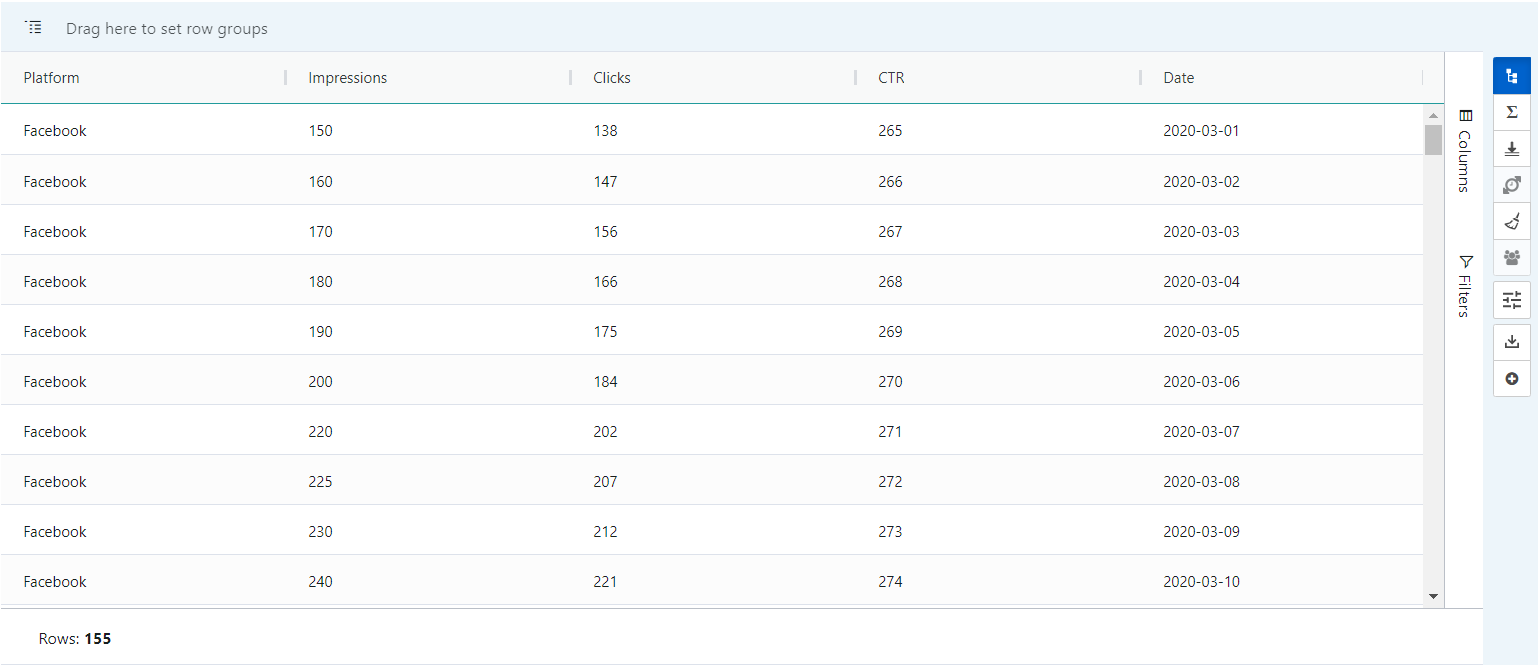 Drag here to set row groups
Platform Impressions Clicks CTR Date
Facebook 150 138 265 2020-03-01
Facebook 160 147 266 2020-03-02
Facebook 170 156 267 2020-03-03
Facebook 180 166 268 2020-03-04
Facebook 190 175 269 2020-03-05
Facebook 200 184 270 2020-03-06
Facebook 220 202 271 2020-03-07
Facebook 225 207 272 2020-03-08
Facebook 230 212 273 2020-03-09
Facebook 240 221 274 2020-03-10
Rows: 155
Columns
Filters
Σ